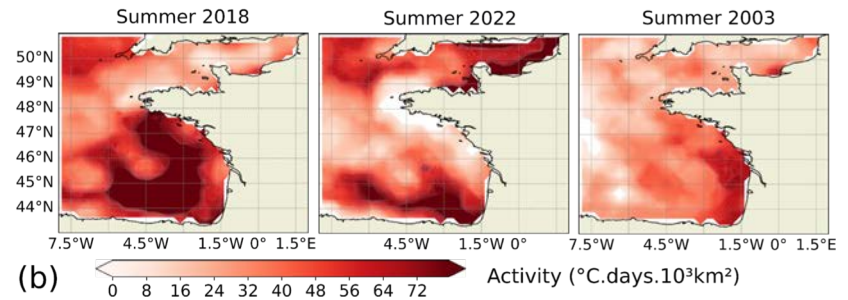 Summer 2018 Summer 2022 Summer 2003
50°N
49°N
48°N
47°N
46°N
45°N
44°N
7.5°W 4.5°W 1.5°W 0° 1.5°E 4.5°W 1.5°W 0° 7.5°W 4.5°W 1.5°W 0° 1.5°E
(b) Activity (°C.days.10³km²)
0 8 16 24 32 40 48 56 64 72